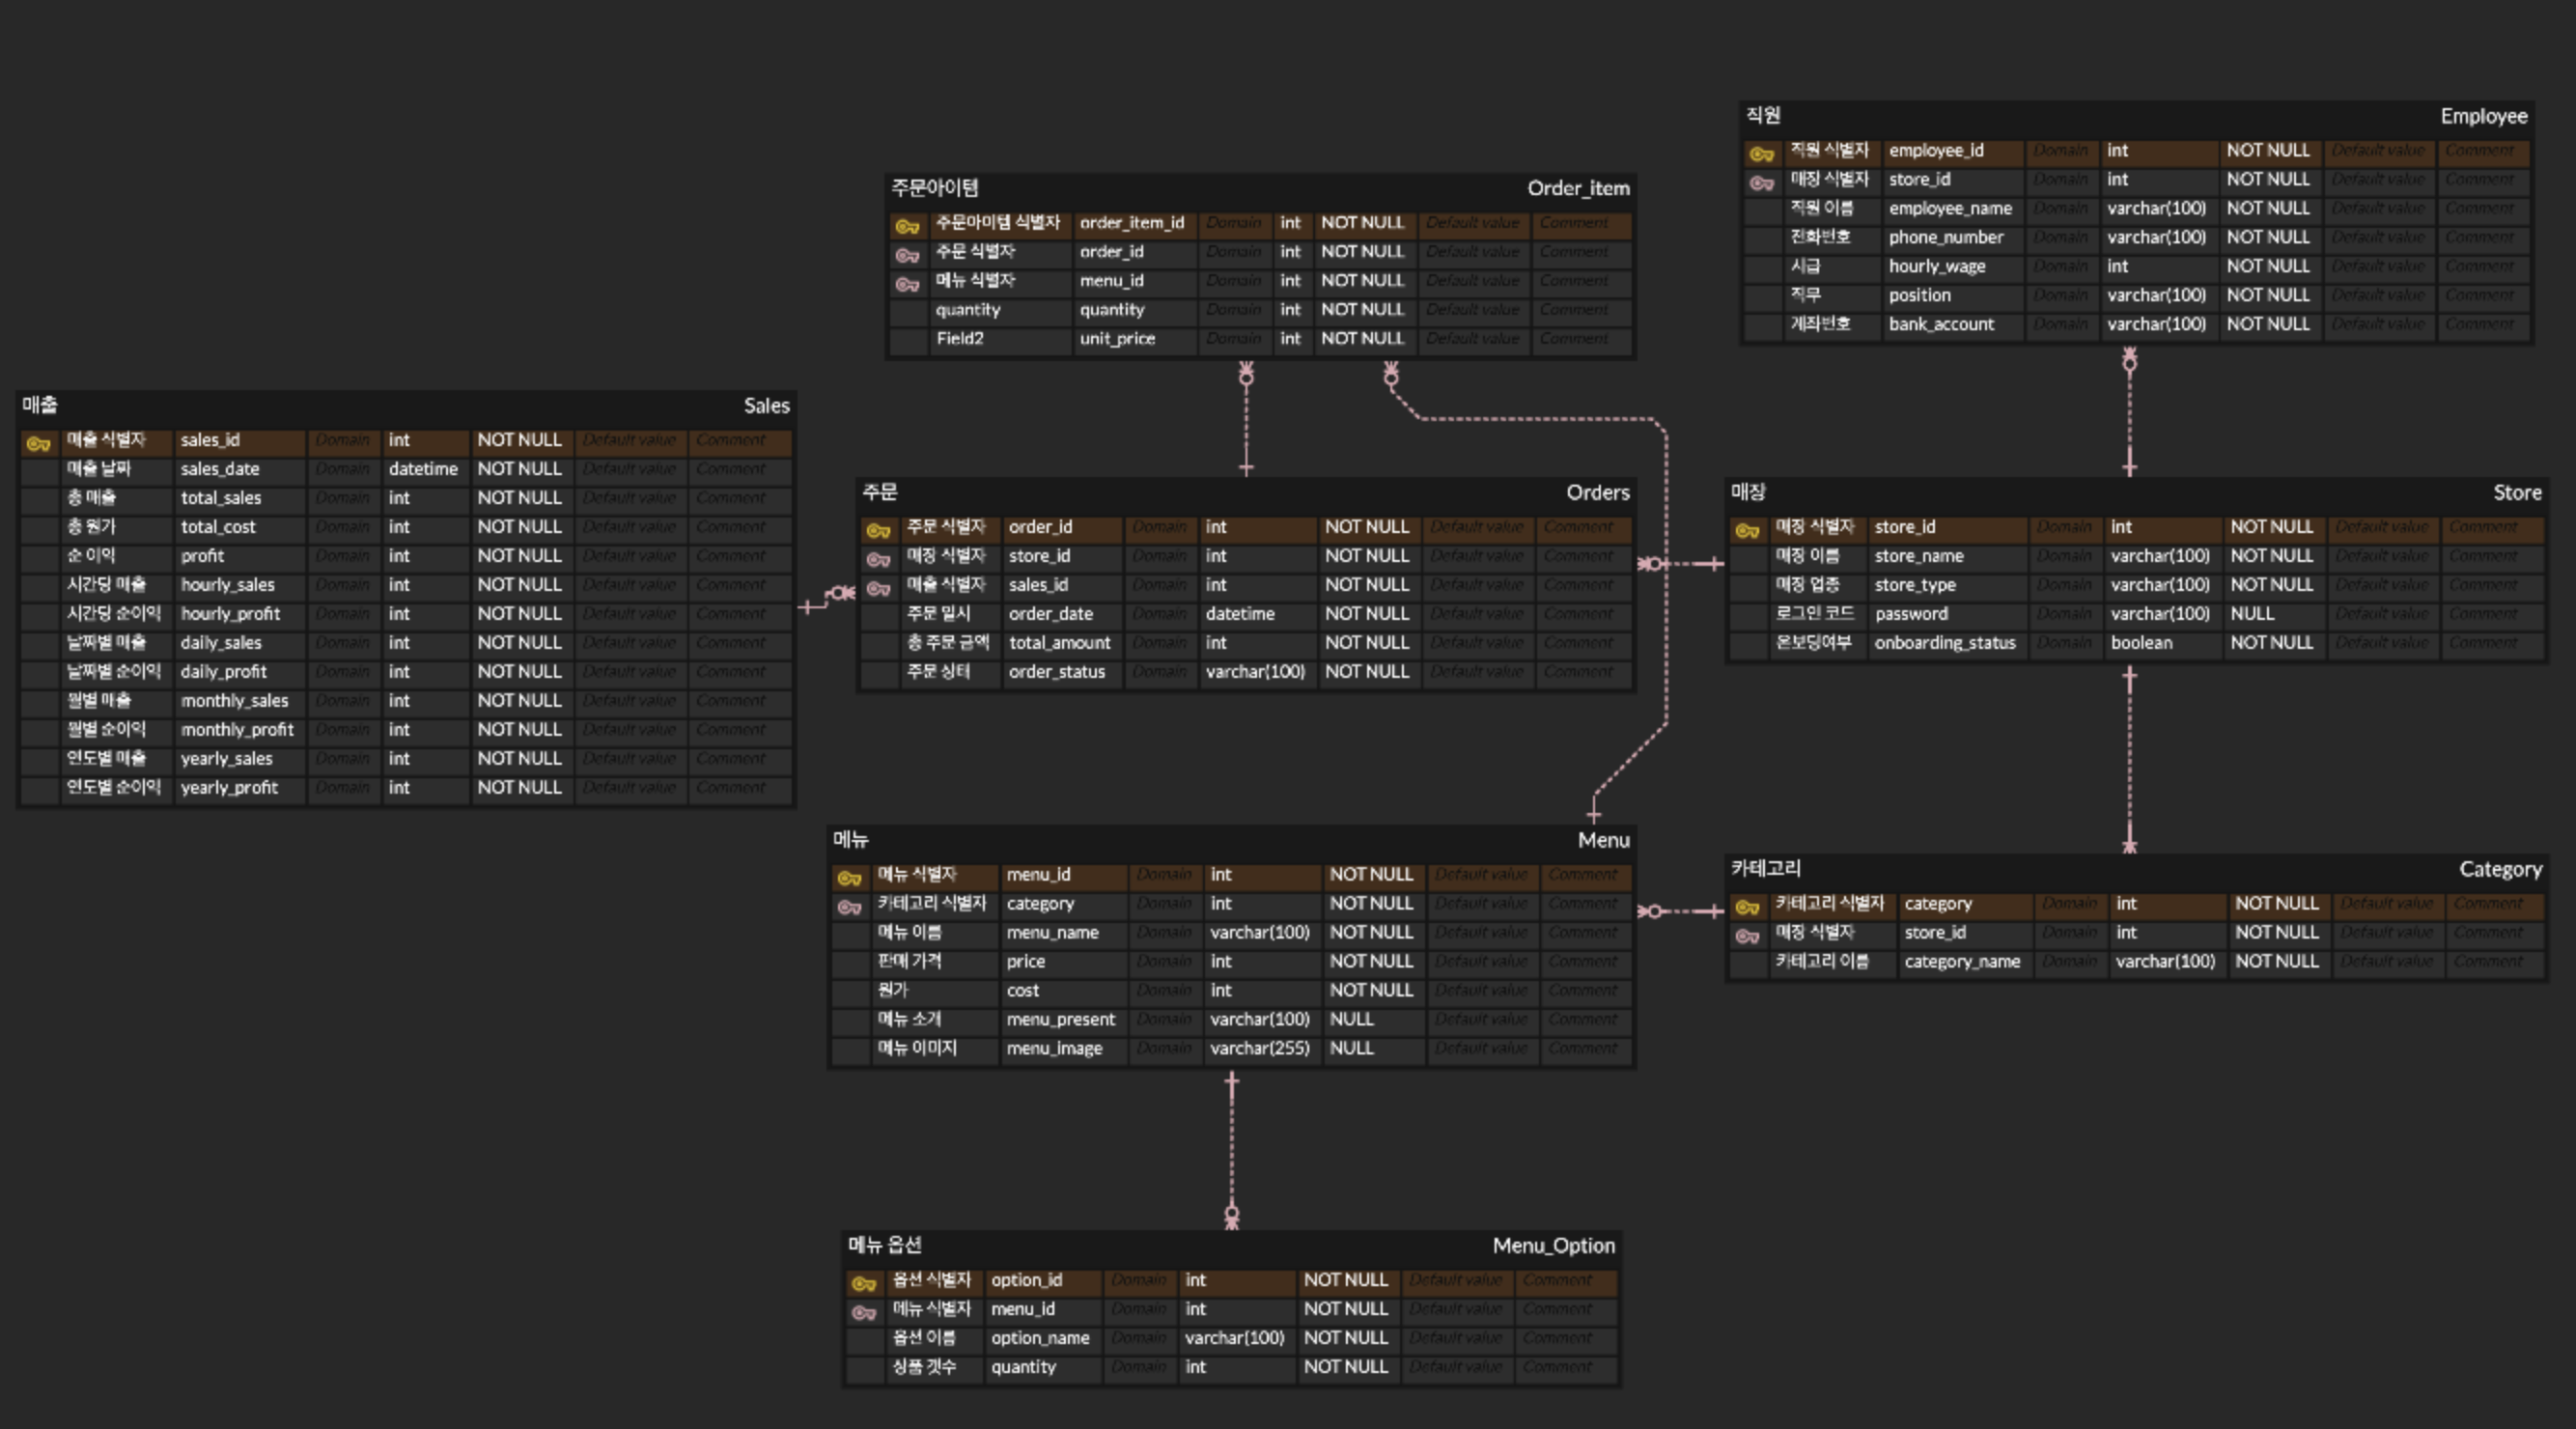 직원 Employee
직원 식별자 employee_id Domain int NOT NULL Default value Comment
매장 식별자 store_id Domain int NOT NULL Default value Comment
직원 이름 employee_name Domain varchar(100) NOT NULL Default value Comment
전화번호 phone_number Domain varchar(100) NOT NULL Default value Comment
시급 hourly_wage Domain int NOT NULL Default value Comment
직무 position Domain varchar(100) NOT NULL Default value Comment
계좌번호 bank_account Domain varchar(100) NOT NULL Default value Comment
주문아이템 Order_item
주문아이템 식별자 order_item_id Domain int NOT NULL Default value Comment
주문 식별자 order_id Domain int NOT NULL Default value Comment
메뉴 식별자 menu_id Domain int NOT NULL Default value Comment
quantity quantity Domain int NOT NULL Default value Comment
Field2 unit_price Domain int NOT NULL Default value Comment
매출 Sales
매출 식별자 sales_id Domain int NOT NULL Default value Comment
매출 날짜 sales_date Domain datetime NOT NULL Default value Comment
총 매출 total_sales Domain int NOT NULL Default value Comment
총 원가 total_cost Domain int NOT NULL Default value Comment
순 이익 profit Domain int NOT NULL Default value Comment
시간당 매출 hourly_sales Domain int NOT NULL Default value Comment
시간당 순이익 hourly_profit Domain int NOT NULL Default value Comment
날짜별 매출 daily_sales Domain int NOT NULL Default value Comment
날짜별 순이익 daily_profit Domain int NOT NULL Default value Comment
월별 매출 monthly_sales Domain int NOT NULL Default value Comment
월별 순이익 monthly_profit Domain int NOT NULL Default value Comment
연도별 매출 yearly_sales Domain int NOT NULL Default value Comment
연도별 순이익 yearly_profit Domain int NOT NULL Default value Comment
주문 Orders
주문 식별자 order_id Domain int NOT NULL Default value Comment
매장 식별자 store_id Domain int NOT NULL Default value Comment
매출 식별자 sales_id Domain int NOT NULL Default value Comment
주문 일시 order_date Domain datetime NOT NULL Default value Comment
총 주문 금액 total_amount Domain int NOT NULL Default value Comment
주문 상태 order_status Domain varchar(100) NOT NULL Default value Comment
매장 Store
매장 식별자 store_id Domain int NOT NULL Default value Comment
매장 이름 store_name Domain varchar(100) NOT NULL Default value Comment
매장 업종 store_type Domain varchar(100) NOT NULL Default value Comment
로그인 코드 password Domain varchar(100) NULL Default value Comment
온보딩여부 onboarding_status Domain boolean NOT NULL Default value Comment
메뉴 Menu
메뉴 식별자 menu_id Domain int NOT NULL Default value Comment
카테고리 식별자 category Domain int NOT NULL Default value Comment
메뉴 이름 menu_name Domain varchar(100) NOT NULL Default value Comment
판매 가격 price Domain int NOT NULL Default value Comment
원가 cost Domain int NOT NULL Default value Comment
메뉴 소개 menu_present Domain varchar(100) NULL Default value Comment
메뉴 이미지 menu_image Domain varchar(255) NULL Default value Comment
카테고리 Category
카테고리 식별자 category Domain int NOT NULL Default value Comment
매장 식별자 store_id Domain int NOT NULL Default value Comment
카테고리 이름 category_name Domain varchar(100) NOT NULL Default value Comment
메뉴 옵션 Menu_Option
옵션 식별자 option_id Domain int NOT NULL Default value Comment
메뉴 식별자 menu_id Domain int NOT NULL Default value Comment
옵션 이름 option_name Domain varchar(100) NOT NULL Default value Comment
상품 갯수 quantity Domain int NOT NULL Default value Comment